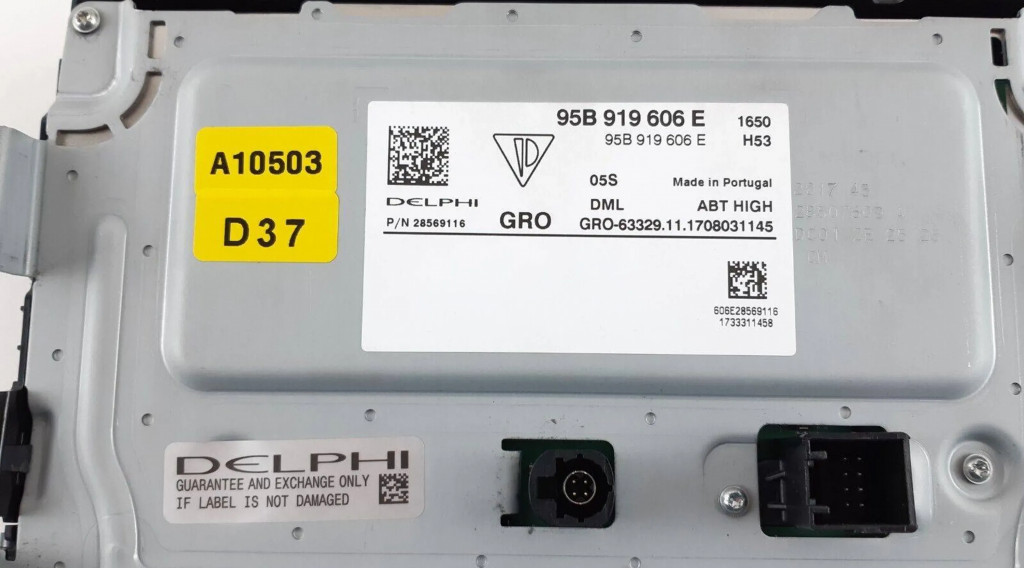 A10503
D37
95B 919 606 E
1650
95B 919 606 E
H53
05S
Made in Portugal
DELPHI
DML
ABT HIGH
P/N 28569116
GRO
GRO-63329.11.1708031145
606E28569116
1733311458
DELPHI
GUARANTEE AND EXCHANGE ONLY
IF LABEL IS NOT DAMAGED